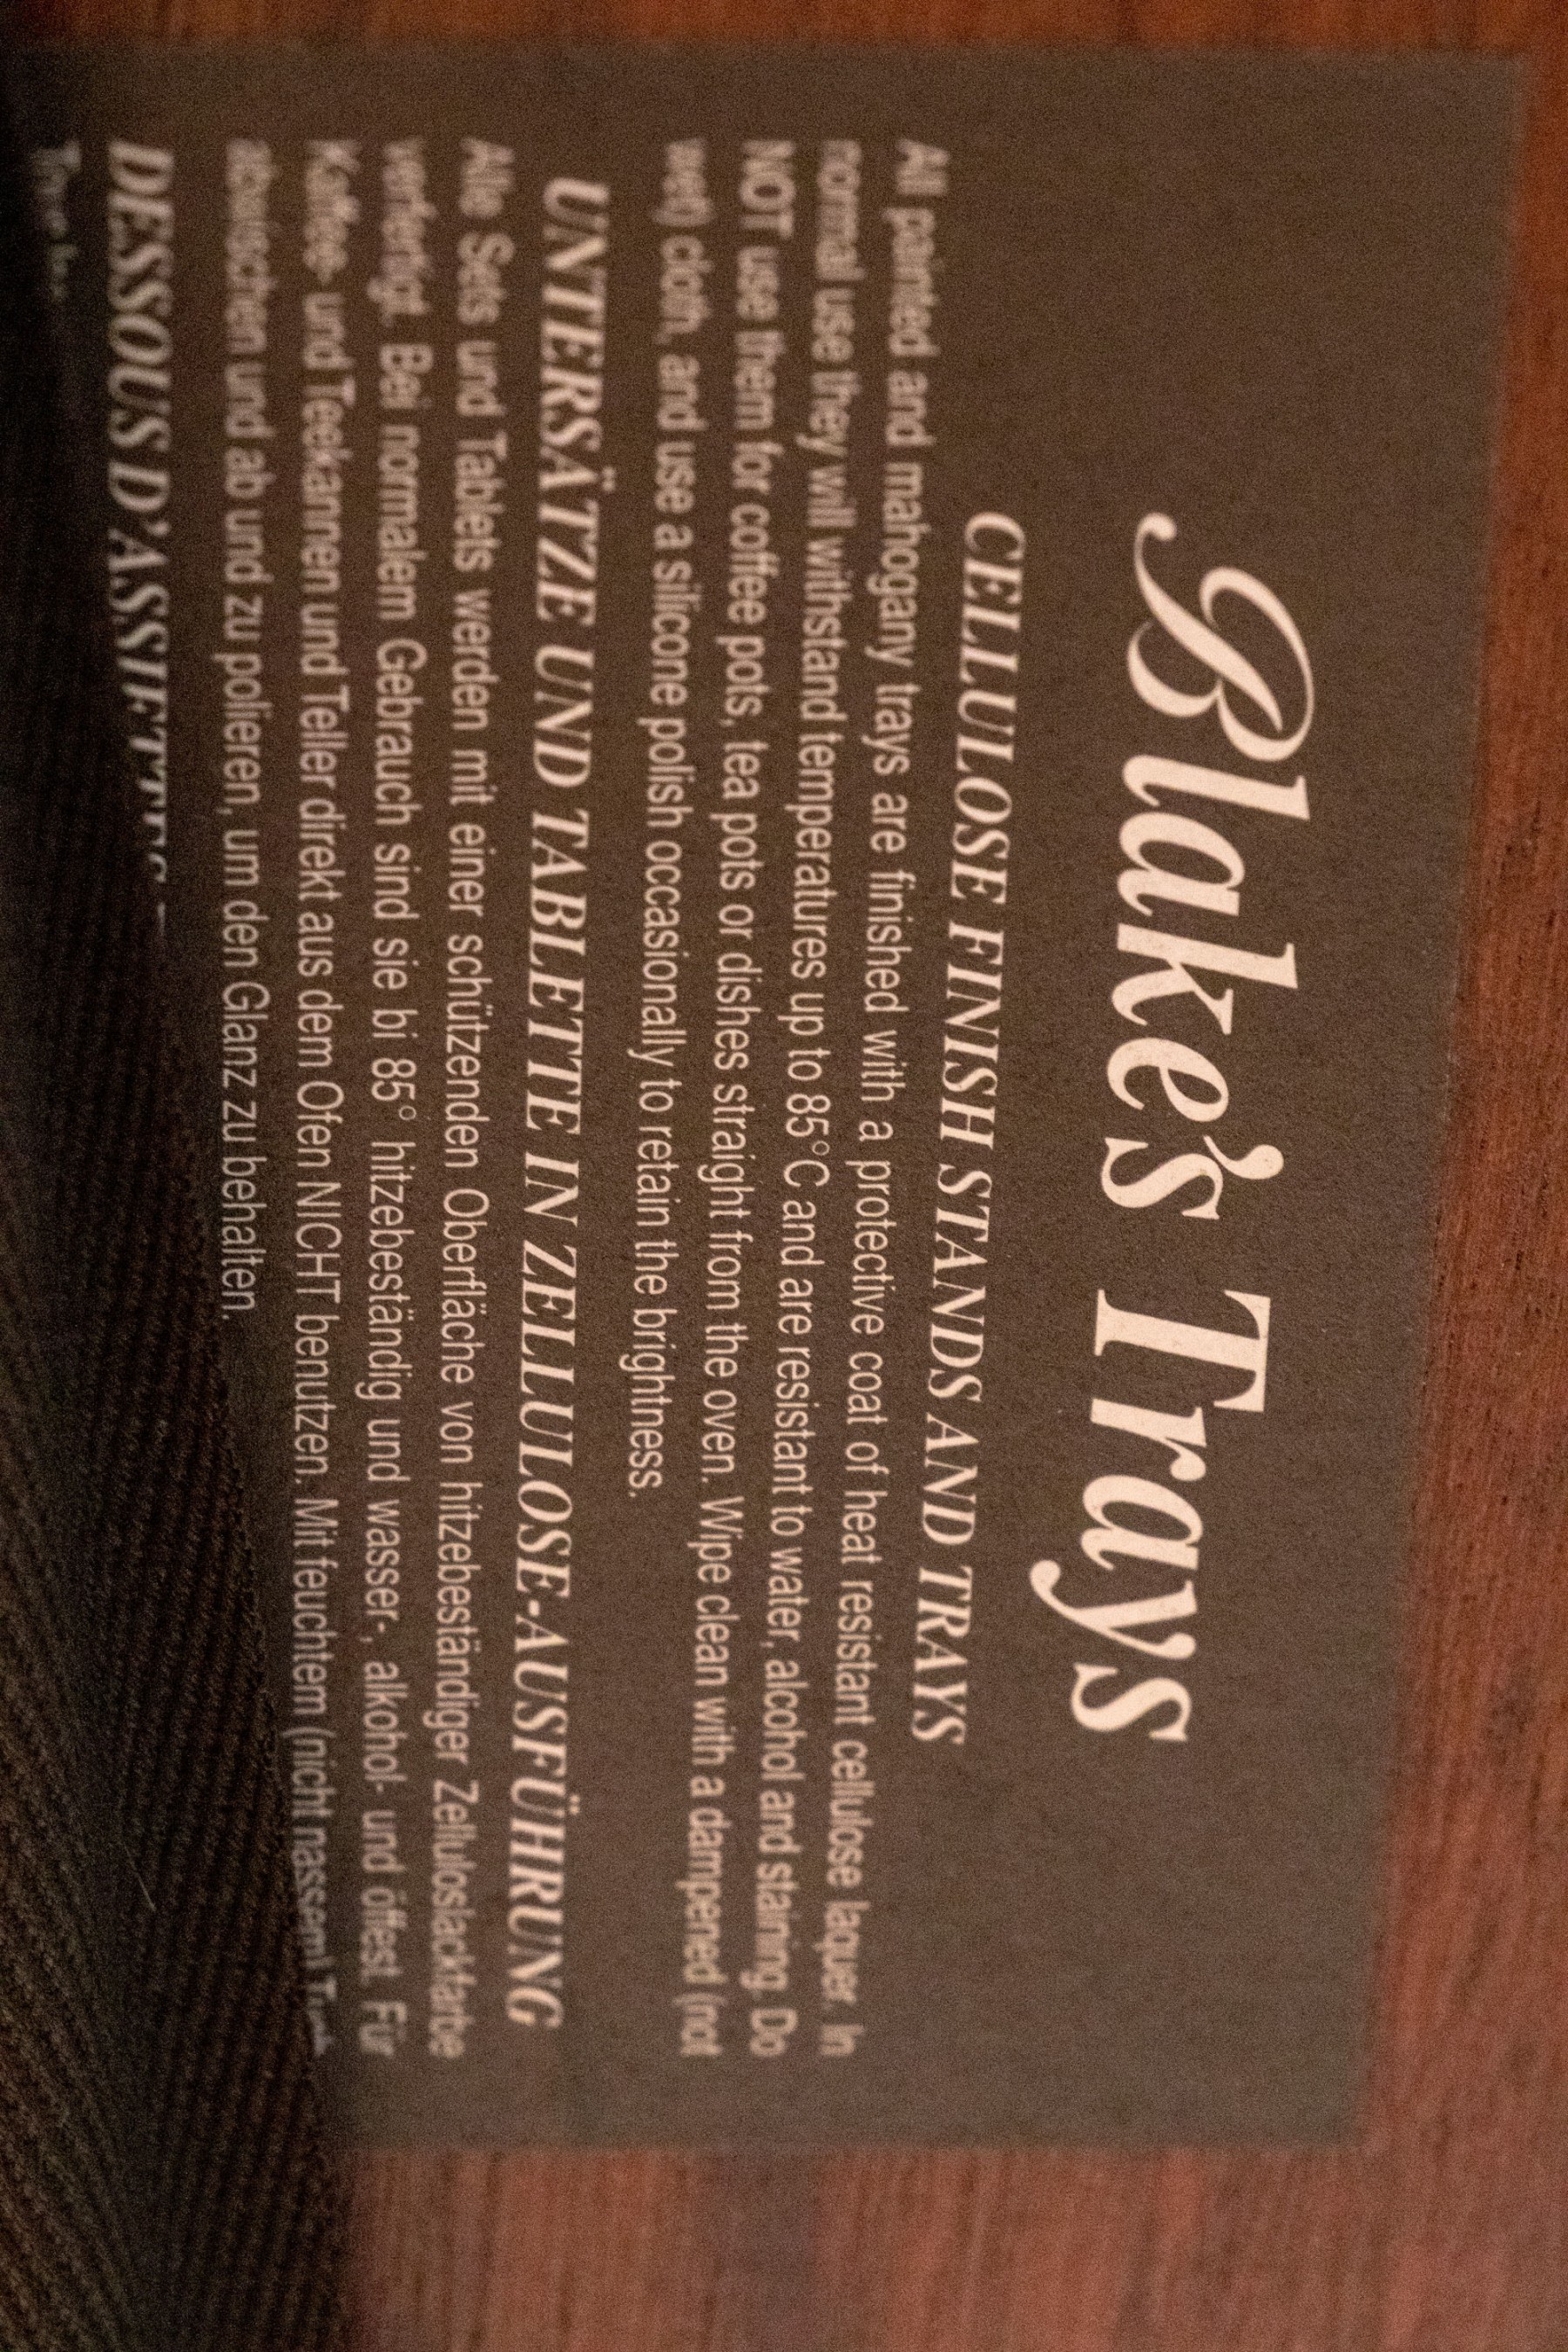 Blake's Trays
CELLULOSE FINISH STANDS AND TRAYS
All painted and mahogany trays are finished with a protective coat of heat resistant cellulose laquer. In
normal use they will withstand temperatures up to 85°C and are resistant to water, alcohol and staining. Do
NOT use them for coffee pots, tea pots or dishes straight from the oven. Wipe clean with a dampened (not
wet) cloth, and use a silicone polish occasionally to retain the brightness.
UNTERSÄTZE UND TABLETTE IN ZELLULOSE-AUSFÜHRUNG
Alle Sets und Tablets werden mit einer schützenden Oberfläche von hitzebeständiger Zelluloslackfarbe
verfertigt. Bei normalem Gebrauch sind sie bi 85° hitzebeständig und wasser-, alkohol- und ölfest. Für
Kaffee- und Teekannen und Teller direkt aus dem Ofen NICHT benutzen. Mit feuchtem (nicht nassem)
abwischen und ab und zu polieren, um den Glanz zu behalten.
DESSOUS D'ASSIETTES